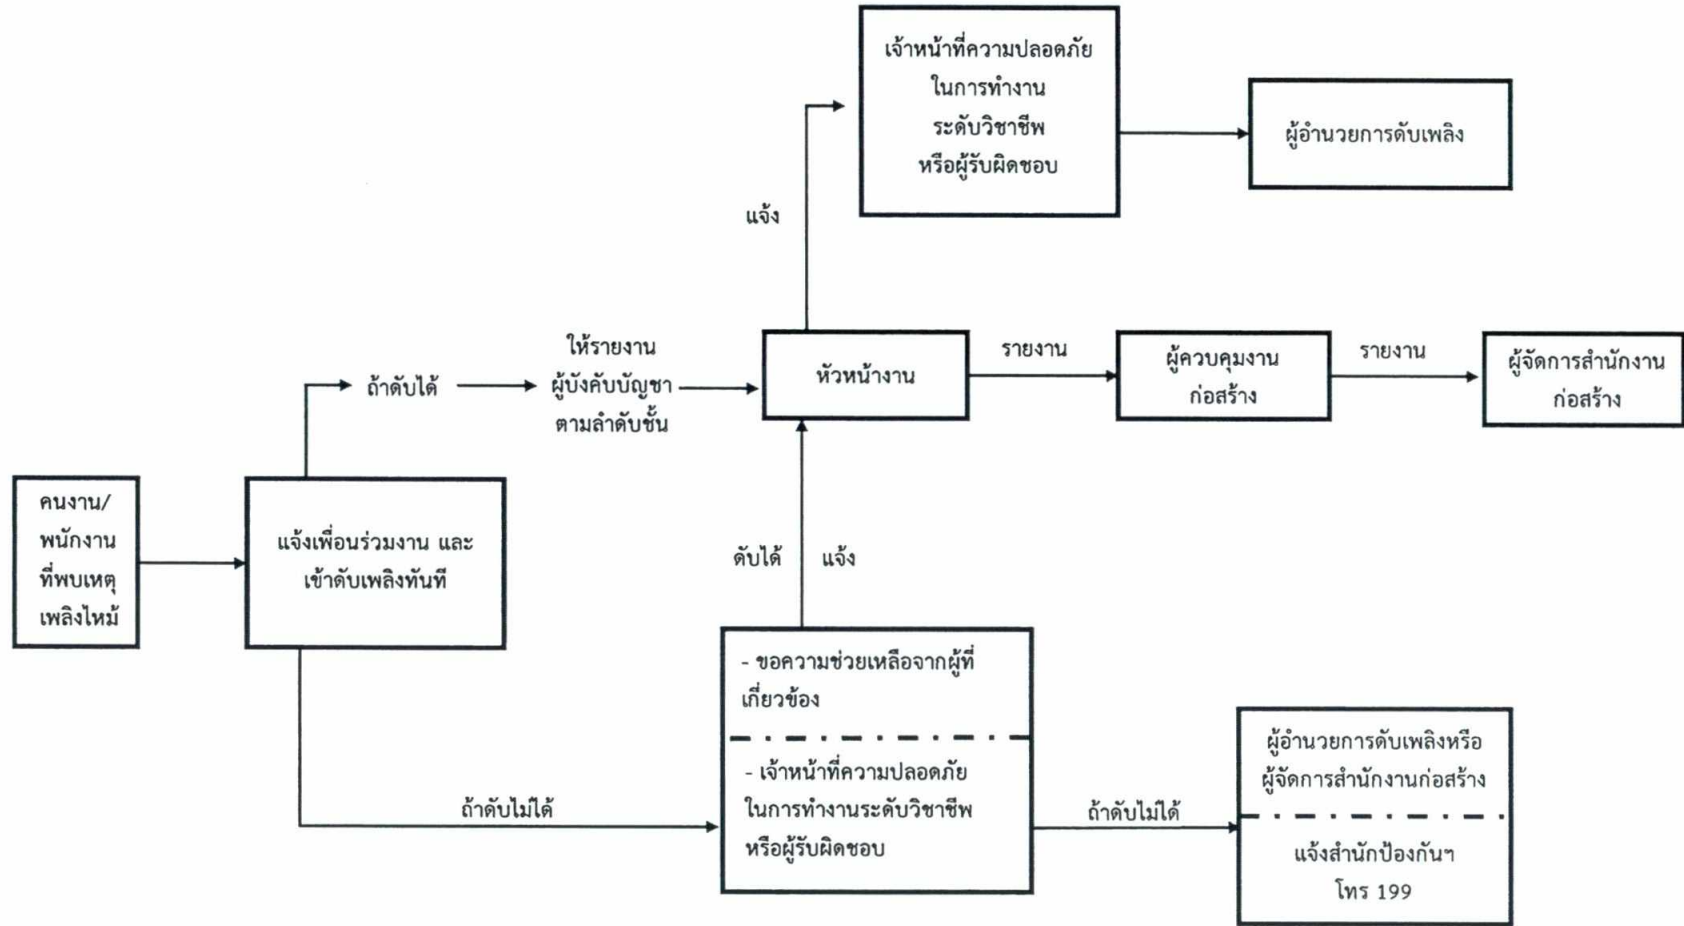 เจ้าหน้าที่ความปลอดภัย
ในการทำงาน
ระดับวิชาชีพ
หรือผู้รับผิดชอบ
ผู้อำนวยการดับเพลิง
แจ้ง
ถ้าดับได้
ให้รายงาน
ผู้บังคับบัญชา
ตามลำดับชั้น
หัวหน้างาน
รายงาน
ผู้ควบคุมงาน
ก่อสร้าง
รายงาน
ผู้จัดการสำนักงาน
ก่อสร้าง
คนงาน/
พนักงาน
ที่พบเหตุ
เพลิงไหม้
แจ้งเพื่อนร่วมงาน และ
เข้าดับเพลิงทันที
ดับได้
แจ้ง
ถ้าดับไม่ได้
- ขอความช่วยเหลือจากผู้ที่
เกี่ยวข้อง
- เจ้าหน้าที่ความปลอดภัย
ในการทำงานระดับวิชาชีพ
หรือผู้รับผิดชอบ
ถ้าดับไม่ได้
ผู้อำนวยการดับเพลิงหรือ
ผู้จัดการสำนักงานก่อสร้าง
แจ้งสำนักป้องกันฯ
โทร 199